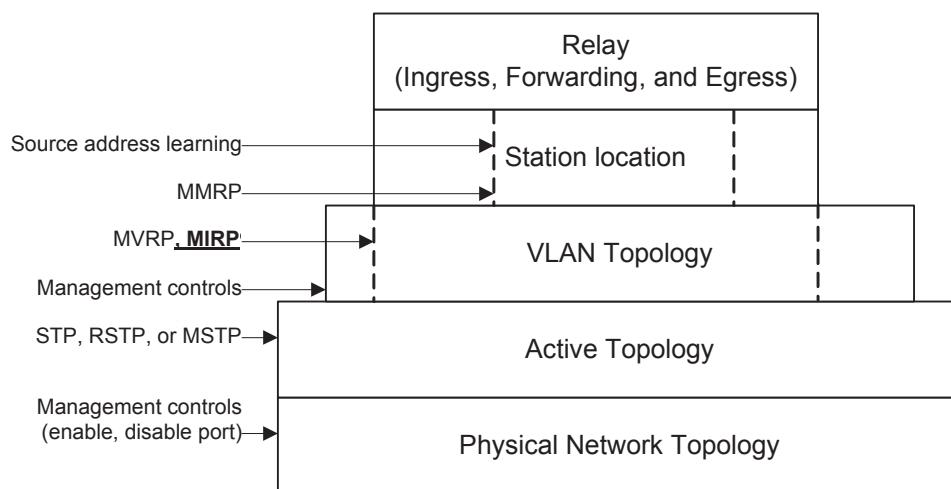 Relay
(Ingress, Forwarding, and Egress)
Source address learning
Station location
MMRP
MVRP, MIRP
VLAN Topology
Management controls
STP, RSTP, or MSTP
Active Topology
Management controls
(enable, disable port)
Physical Network Topology